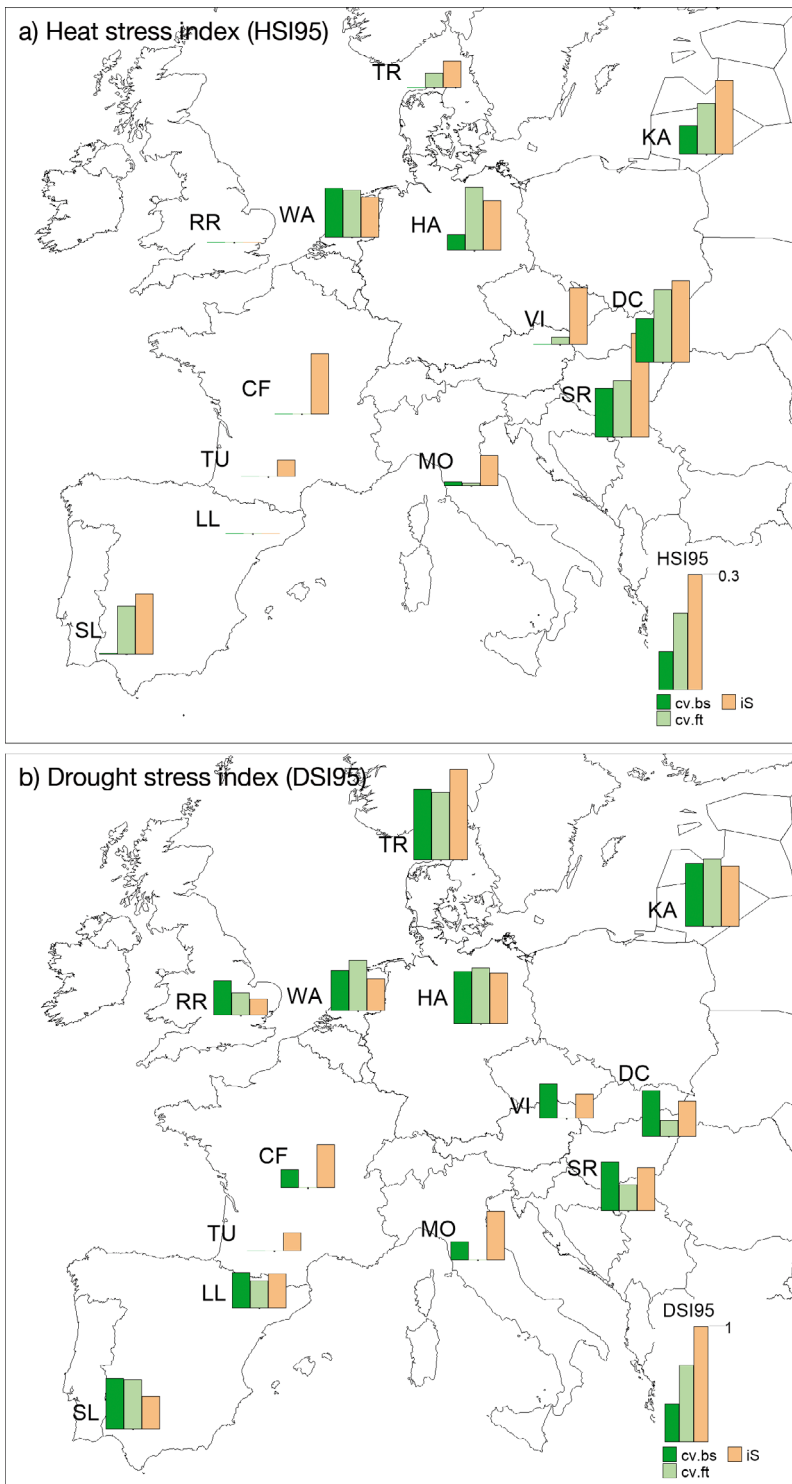 a) Heat stress index (HSI95)
TR
KA
RR
WA
HA
VI
DC
CF
SR
TU
MO
LL
SL
HSI95
0.3
cv.bs iS
cv.ft
b) Drought stress index (DSI95)
TR
KA
RR
WA
HA
VI
DC
CF
SR
TU
MO
LL
SL
DSI95
1
cv.bs iS
cv.ft